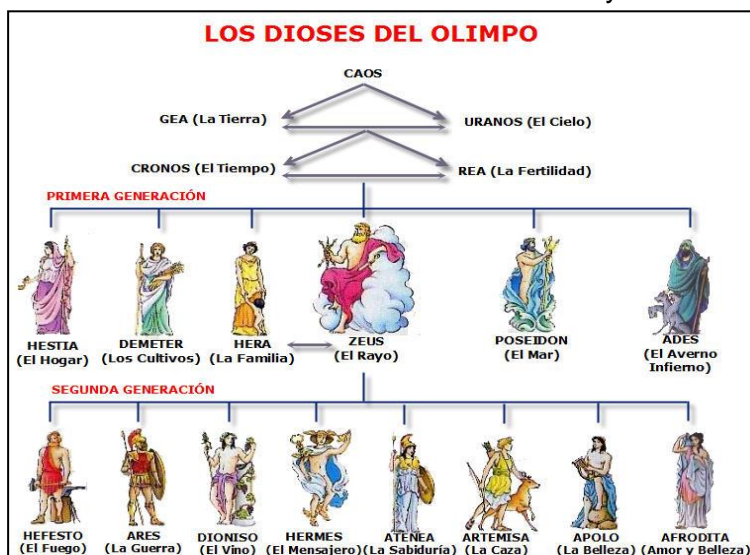 LOS DIOSES DEL OLIMPO
CAOS
GEA (La Tierra)
URANOS (El Cielo)
CRONOS (El Tiempo)
REA (La Fertilidad)
PRIMERA GENERACIÓN
HESTIA
(El Hogar)
DEMETER
(Los Cultivos)
HERA
(La Familia)
ZEUS
(El Rayo)
POSEIDON
(El Mar)
ADES
(El Averno
Infierno)
SEGUNDA GENERACIÓN
HEFESTO
(El Fuego)
ARES
(La Guerra)
DIONISO
(El Vino)
HERMES
(El Mensajero)
ATENEA
(La Sabiduría)
ARTEMISA
(La Caza)
APOLO
(La Belleza)
AFRODITA
(Amor y Belleza)